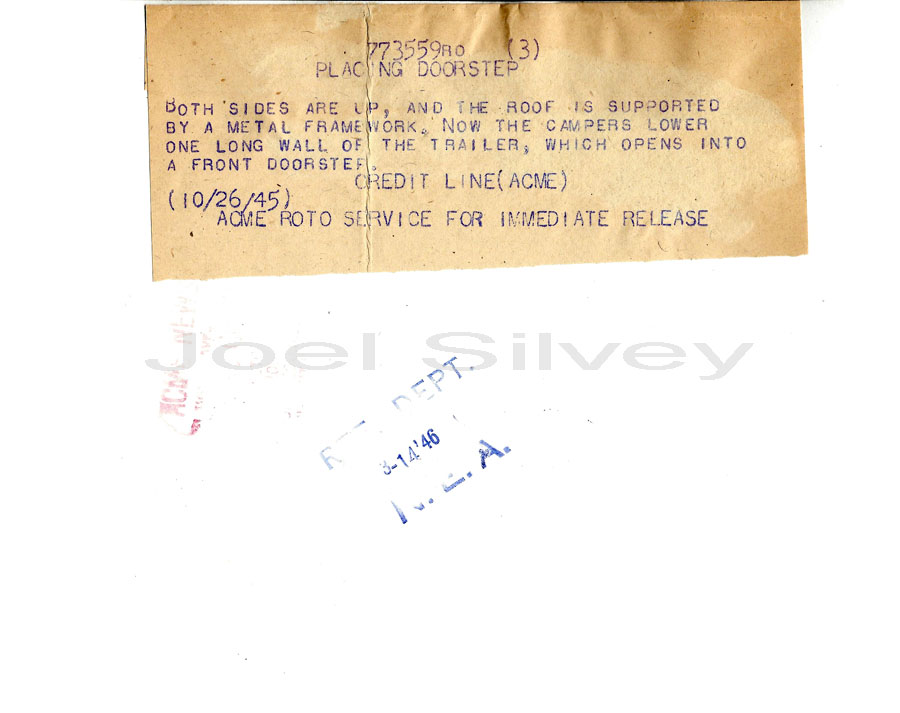 773559RO (3)
PLACING DOORSTEP
BOTH SIDES ARE UP, AND THE ROOF IS SUPPORTED
BY A METAL FRAMEWORK. NOW THE CAMPERS LOWER
ONE LONG WALL OF THE TRAILER, WHICH OPENS INTO
A FRONT DOORSTEP.
CREDIT LINE(ACME)
(10/26/45)
ACME ROTO SERVICE FOR IMMEDIATE RELEASE
ACME
Joel Silvey
DEPT.
3-14'46
N.E.A.